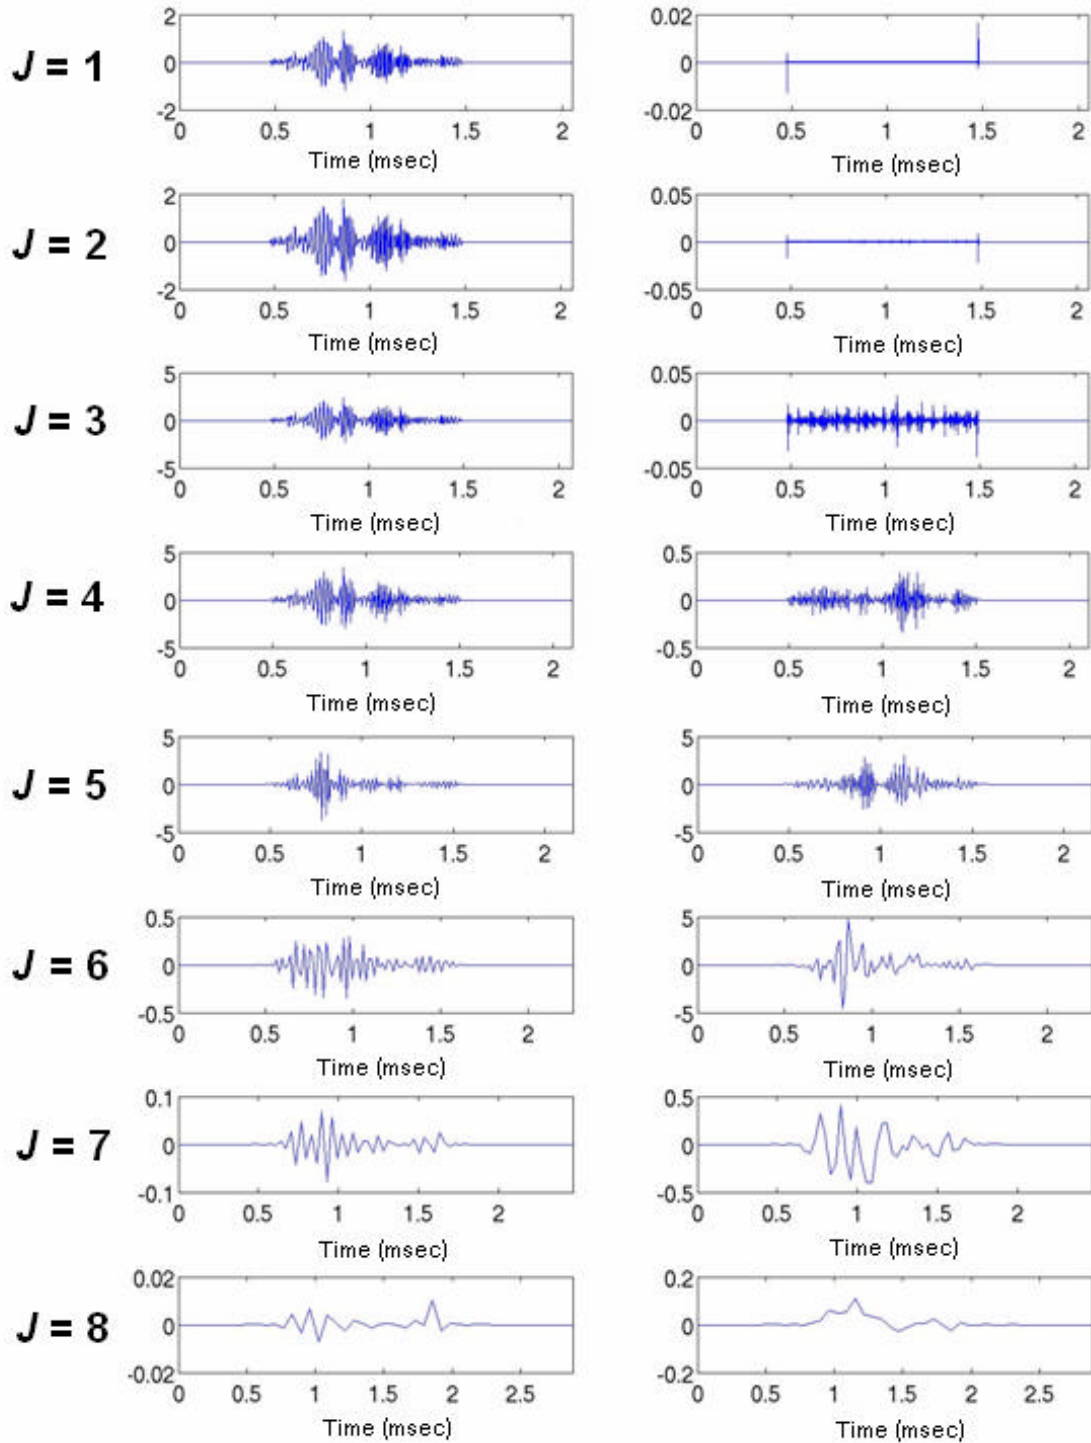 2 0.02
J = 1 0 0
-2 -0.02
0 0.5 1 1.5 2 0 0.5 1 1.5 2
Time (msec) Time (msec)
2 0.05
J = 2 0 0
-2 -0.05
0 0.5 1 1.5 2 0 0.5 1 1.5 2
Time (msec) Time (msec)
5 0.05
J = 3 0 0
-5 -0.05
0 0.5 1 1.5 2 0 0.5 1 1.5 2
Time (msec) Time (msec)
5 0.5
J = 4 0 0
-5 -0.5
0 0.5 1 1.5 2 0 0.5 1 1.5 2
Time (msec) Time (msec)
5 5
J = 5 0 0
-5 -5
0 0.5 1 1.5 2 0 0.5 1 1.5 2
Time (msec) Time (msec)
0.5 5
J = 6 0 0
-0.5 -5
0 0.5 1 1.5 2 0 0.5 1 1.5 2
Time (msec) Time (msec)
0.1 0.5
J = 7 0 0
-0.1 -0.5
0 0.5 1 1.5 2 0 0.5 1 1.5 2
Time (msec) Time (msec)
0.02 0.2
J = 8 0 0
-0.02 -0.2
0 0.5 1 1.5 2 2.5 0 0.5 1 1.5 2 2.5
Time (msec) Time (msec)